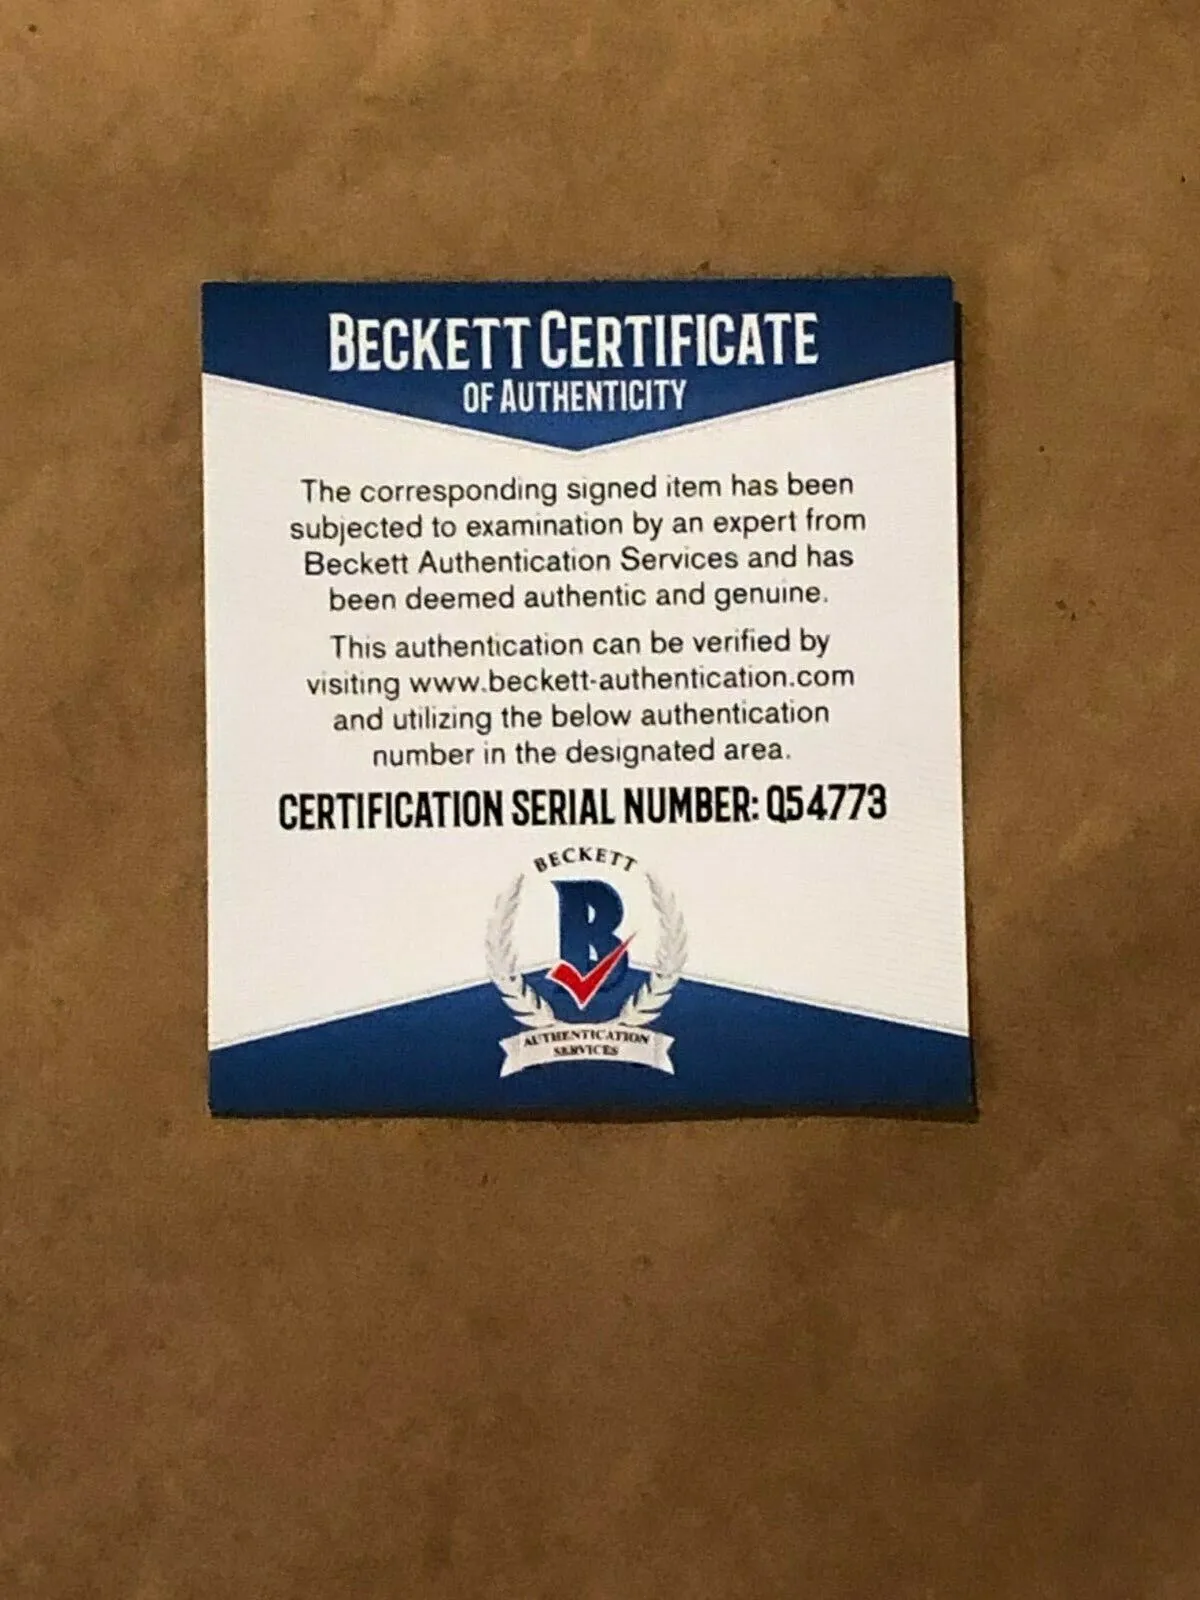 BECKETT CERTIFICATE
OF AUTHENTICITY
The corresponding signed item has been
subjected to examination by an expert from
Beckett Authentication Services and has
been deemed authentic and genuine.
This authentication can be verified by
visiting www.beckett-authentication.com
and utilizing the below authentication
number in the designated area.
CERTIFICATION SERIAL NUMBER: Q54773
BECKETT
B
AUTHENTICATION
SERVICES